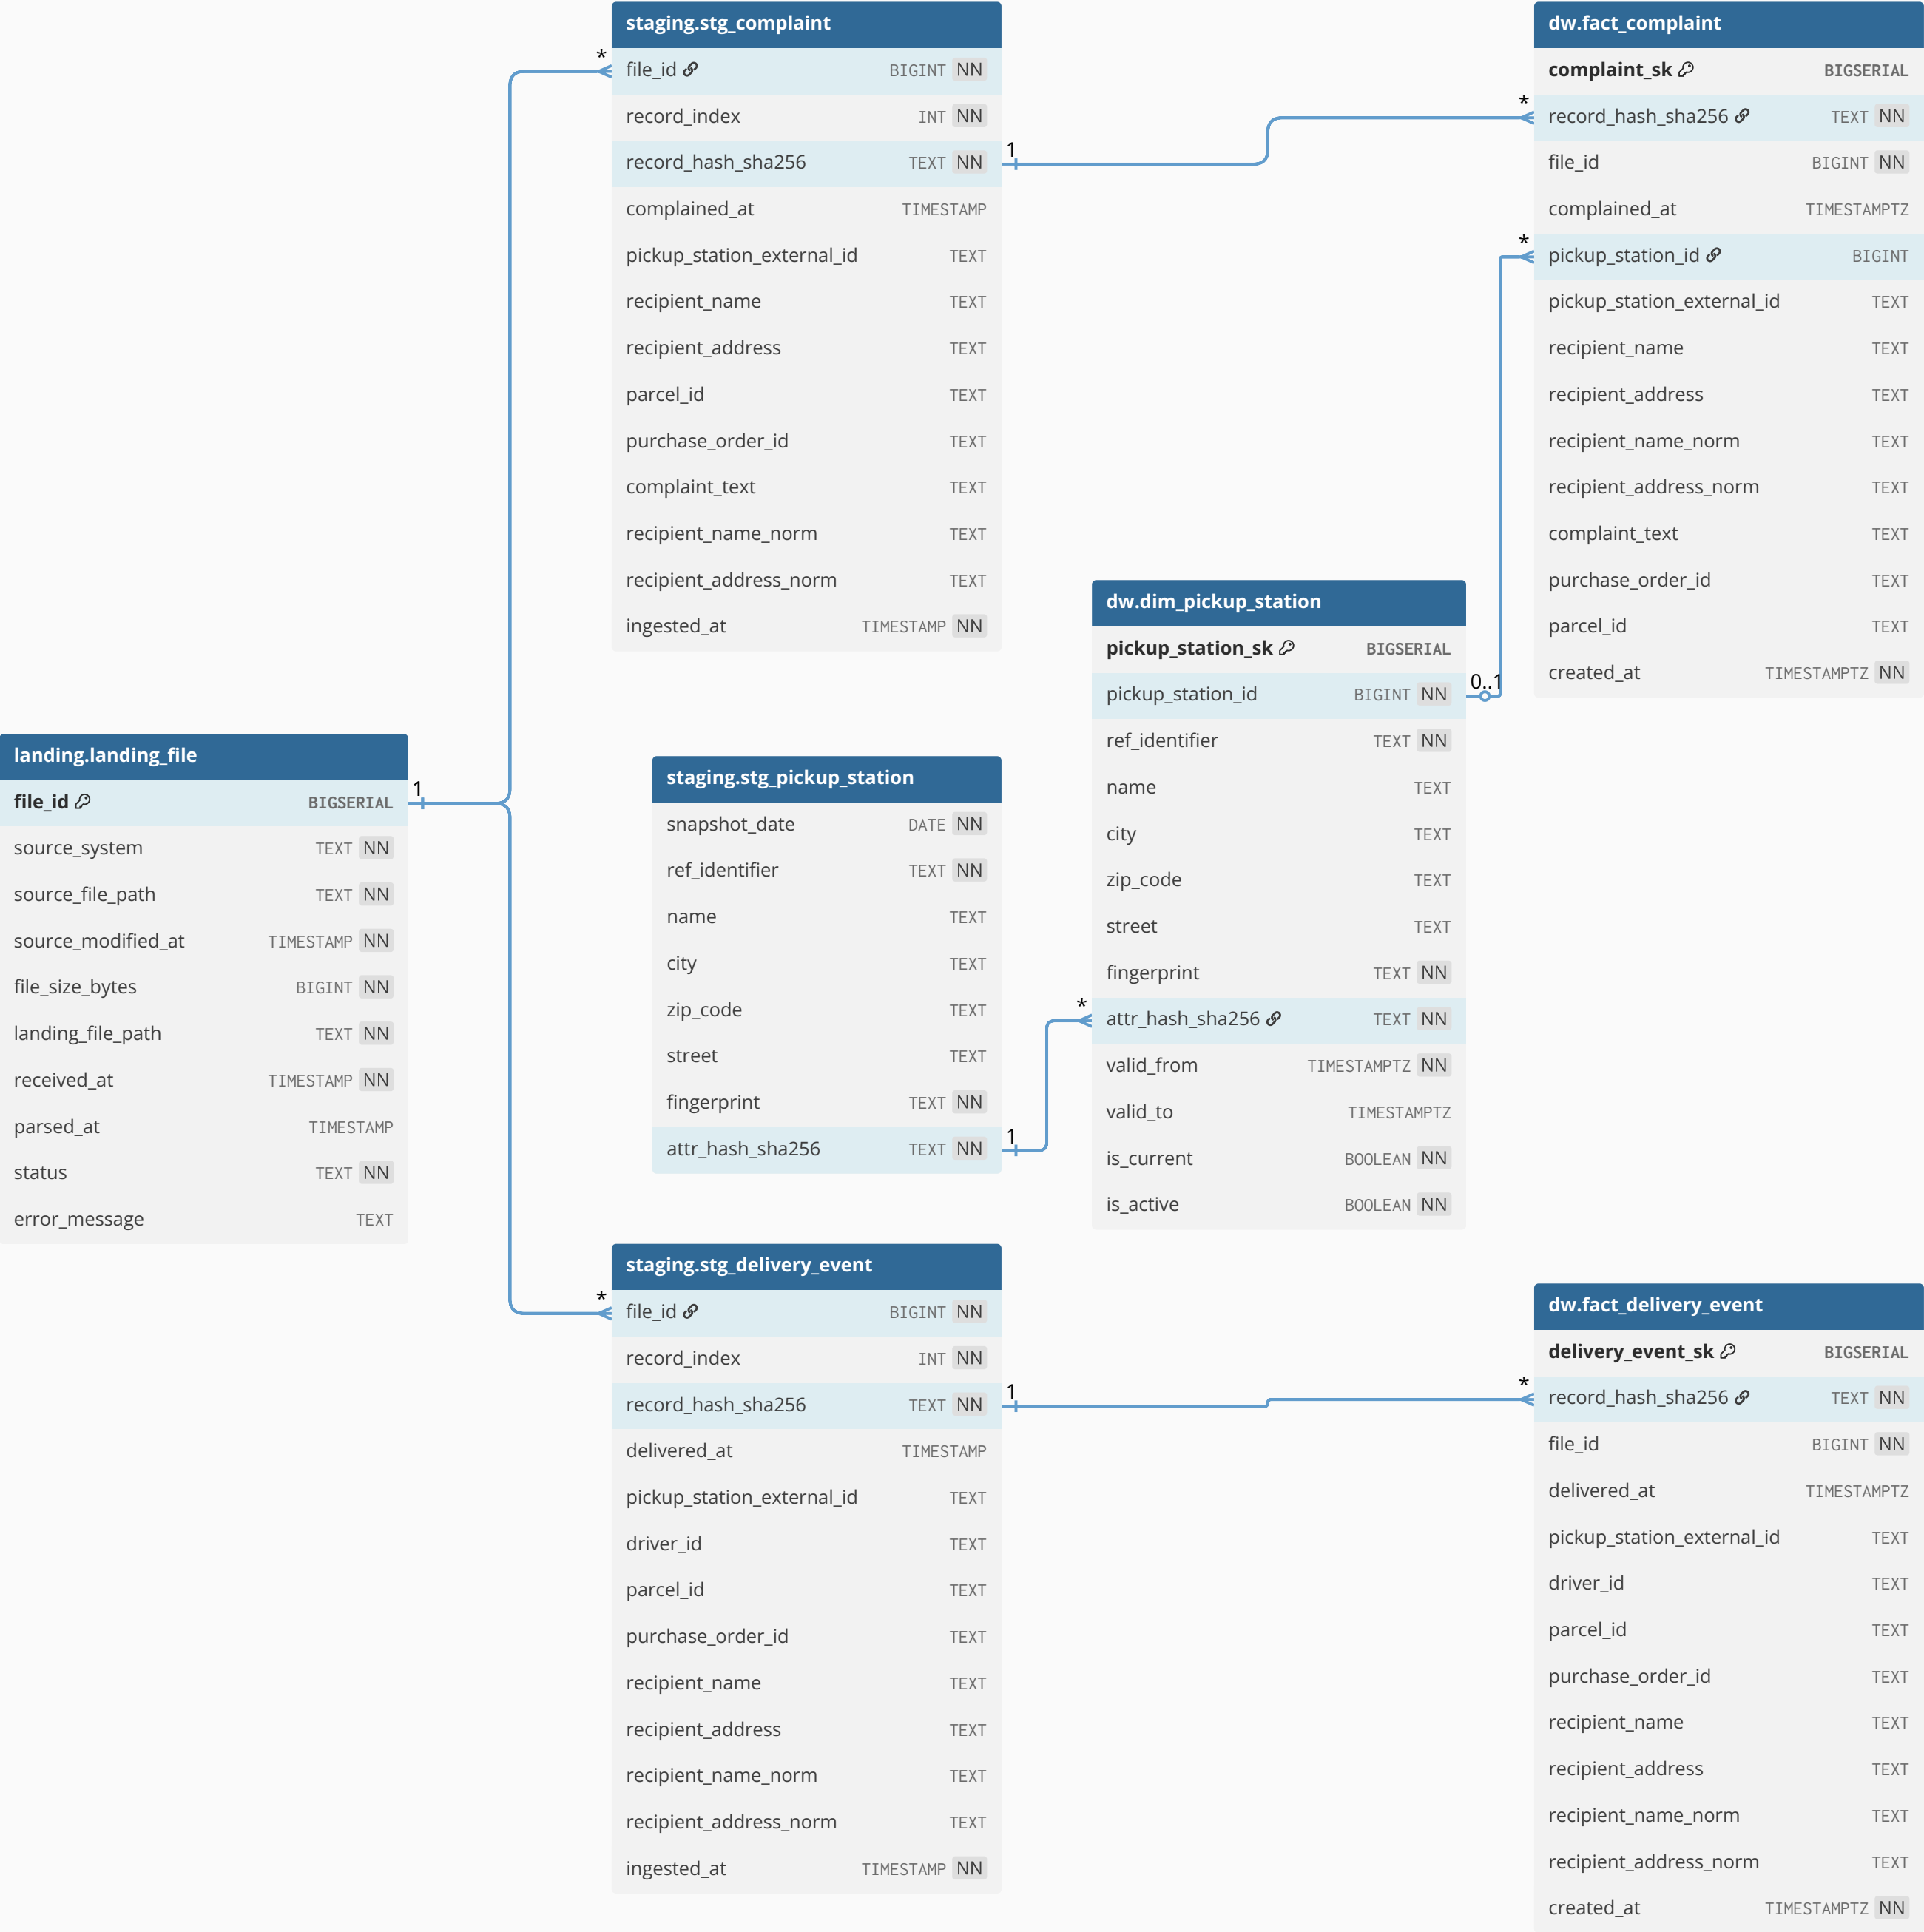 staging.stg_complaint
file_id BIGINT NN
record_index INT NN
record_hash_sha256 TEXT NN
complained_at TIMESTAMP
pickup_station_external_id TEXT
recipient_name TEXT
recipient_address TEXT
parcel_id TEXT
purchase_order_id TEXT
complaint_text TEXT
recipient_name_norm TEXT
recipient_address_norm TEXT
ingested_at TIMESTAMP NN
*
1
dw.fact_complaint
complaint_sk BIGSERIAL
record_hash_sha256 TEXT NN
file_id BIGINT NN
complained_at TIMESTAMPTZ
pickup_station_id BIGINT
pickup_station_external_id TEXT
recipient_name TEXT
recipient_address TEXT
recipient_name_norm TEXT
recipient_address_norm TEXT
complaint_text TEXT
purchase_order_id TEXT
parcel_id TEXT
created_at TIMESTAMPTZ NN
*
*
dw.dim_pickup_station
pickup_station_sk BIGSERIAL
pickup_station_id BIGINT NN
ref_identifier TEXT NN
name TEXT
city TEXT
zip_code TEXT
street TEXT
fingerprint TEXT NN
attr_hash_sha256 TEXT NN
valid_from TIMESTAMPTZ NN
valid_to TIMESTAMPTZ
is_current BOOLEAN NN
is_active BOOLEAN NN
0..1
*
landing.landing_file
file_id BIGSERIAL
source_system TEXT NN
source_file_path TEXT NN
source_modified_at TIMESTAMP NN
file_size_bytes BIGINT NN
landing_file_path TEXT NN
received_at TIMESTAMP NN
parsed_at TIMESTAMP
status TEXT NN
error_message TEXT
1
staging.stg_pickup_station
snapshot_date DATE NN
ref_identifier TEXT NN
name TEXT
city TEXT
zip_code TEXT
street TEXT
fingerprint TEXT NN
attr_hash_sha256 TEXT NN
1
staging.stg_delivery_event
file_id BIGINT NN
record_index INT NN
record_hash_sha256 TEXT NN
delivered_at TIMESTAMP
pickup_station_external_id TEXT
driver_id TEXT
parcel_id TEXT
purchase_order_id TEXT
recipient_name TEXT
recipient_address TEXT
recipient_name_norm TEXT
recipient_address_norm TEXT
ingested_at TIMESTAMP NN
*
1
dw.fact_delivery_event
delivery_event_sk BIGSERIAL
record_hash_sha256 TEXT NN
file_id BIGINT NN
delivered_at TIMESTAMPTZ
pickup_station_external_id TEXT
driver_id TEXT
parcel_id TEXT
purchase_order_id TEXT
recipient_name TEXT
recipient_address TEXT
recipient_name_norm TEXT
recipient_address_norm TEXT
created_at TIMESTAMPTZ NN
*